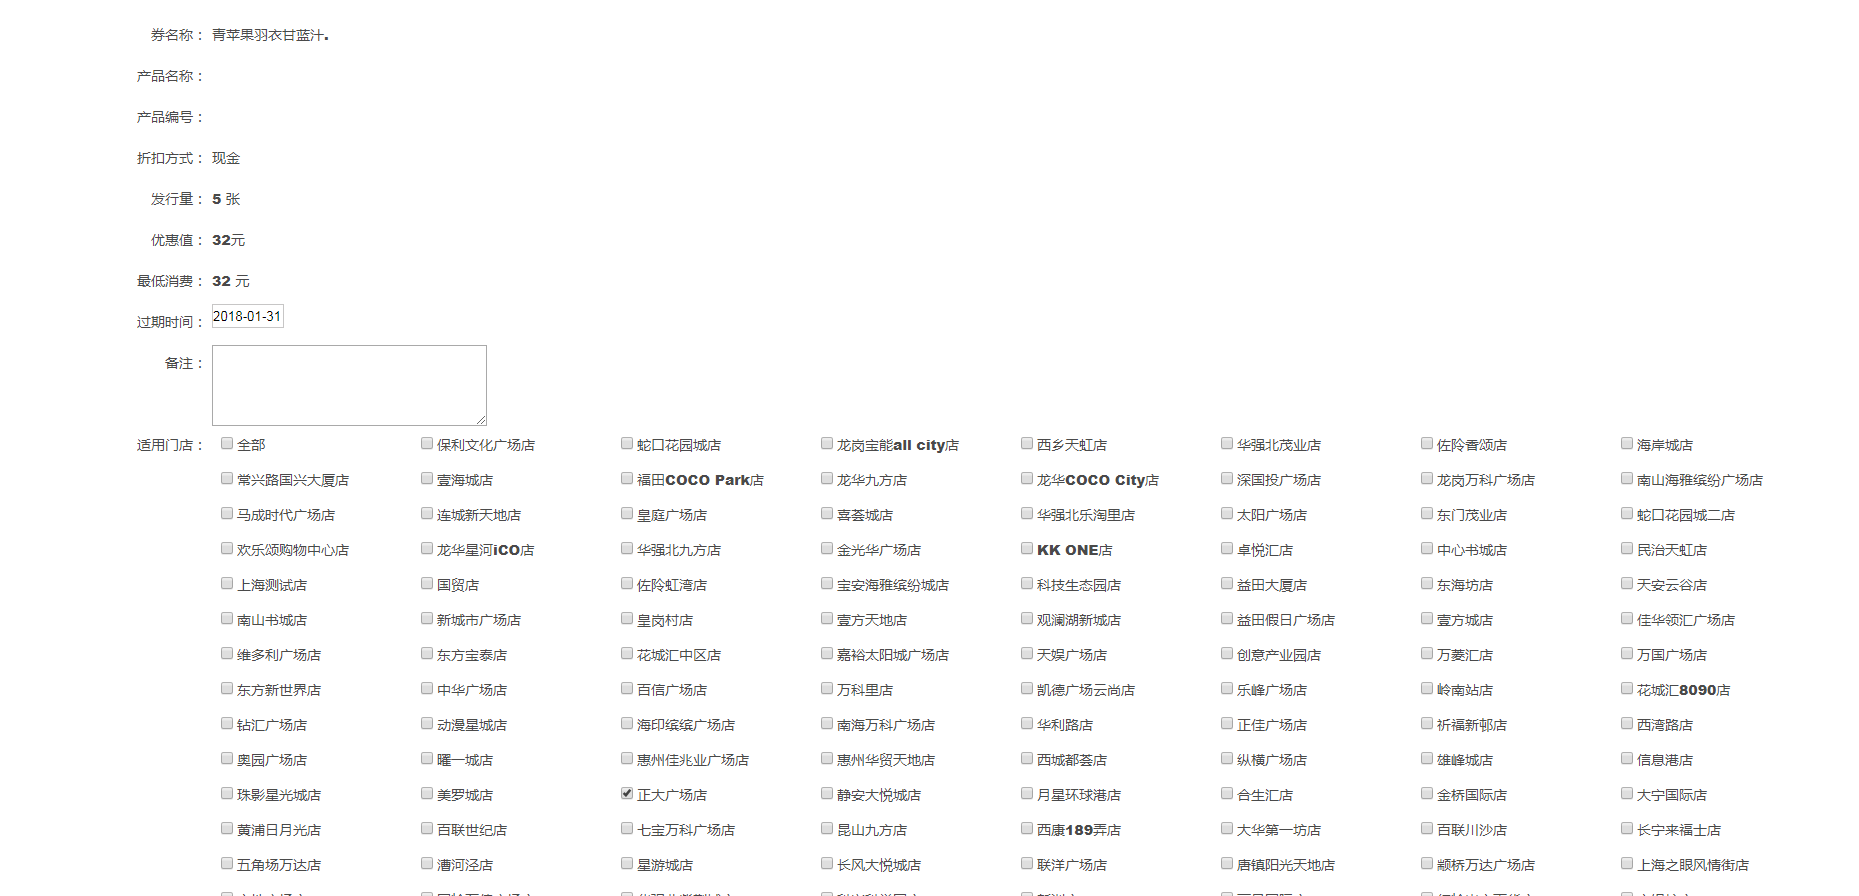 券名称： 青苹果羽衣甘蓝汁.
产品名称：
产品编号：
折扣方式： 现金
发行量： 5 张
优惠值： 32元
最低消费： 32 元
过期时间： 2018-01-31
备注：
适用门店： 全部 保利文化广场店 蛇口花园城店 龙岗宝能all city店 西乡天虹店 华强北茂业店 佐阾香颂店 海岸城店
常兴路国兴大厦店 壹海城店 福田COCO Park店 龙华九方店 龙华COCO City店 深国投广场店 龙岗万科广场店 南山海雅缤纷广场店
马成时代广场店 连城新天地店 皇庭广场店 喜荟城店 华强北乐淘里店 太阳广场店 东门茂业店 蛇口花园城二店
欢乐颂购物中心店 龙华星河iCO店 华强北九方店 金光华广场店 KK ONE店 卓悦汇店 中心书城店 民治天虹店
上海测试店 国贸店 佐阾虹湾店 宝安海雅缤纷城店 科技生态园店 益田大厦店 东海坊店 天安云谷店
南山书城店 新城市广场店 皇岗村店 壹方天地店 观澜湖新城店 益田假日广场店 壹方城店 佳华领汇广场店
维多利广场店 东方宝泰店 花城汇中区店 嘉裕太阳城广场店 天娱广场店 创意产业园店 万菱汇店 万国广场店
东方新世界店 中华广场店 百信广场店 万科里店 凯德广场云尚店 乐峰广场店 岭南站店 花城汇8090店
钻汇广场店 动漫星城店 海印缤缤广场店 南海万科广场店 华利路店 正佳广场店 祈福新邨店 西湾路店
奥园广场店 曜一城店 惠州佳兆业广场店 惠州华贸天地店 西城都荟店 纵横广场店 雄峰城店 信息港店
珠影星光城店 美罗城店 正大广场店 静安大悦城店 月星环球港店 合生汇店 金桥国际店 大宁国际店
黄浦日月光店 百联世纪店 七宝万科广场店 昆山九方店 西康189弄店 大华第一坊店 百联川沙店 长宁来福士店
五角场万达店 漕河泾店 星游城店 长风大悦城店 联洋广场店 唐镇阳光天地店 颛桥万达广场店 上海之眼风情街店